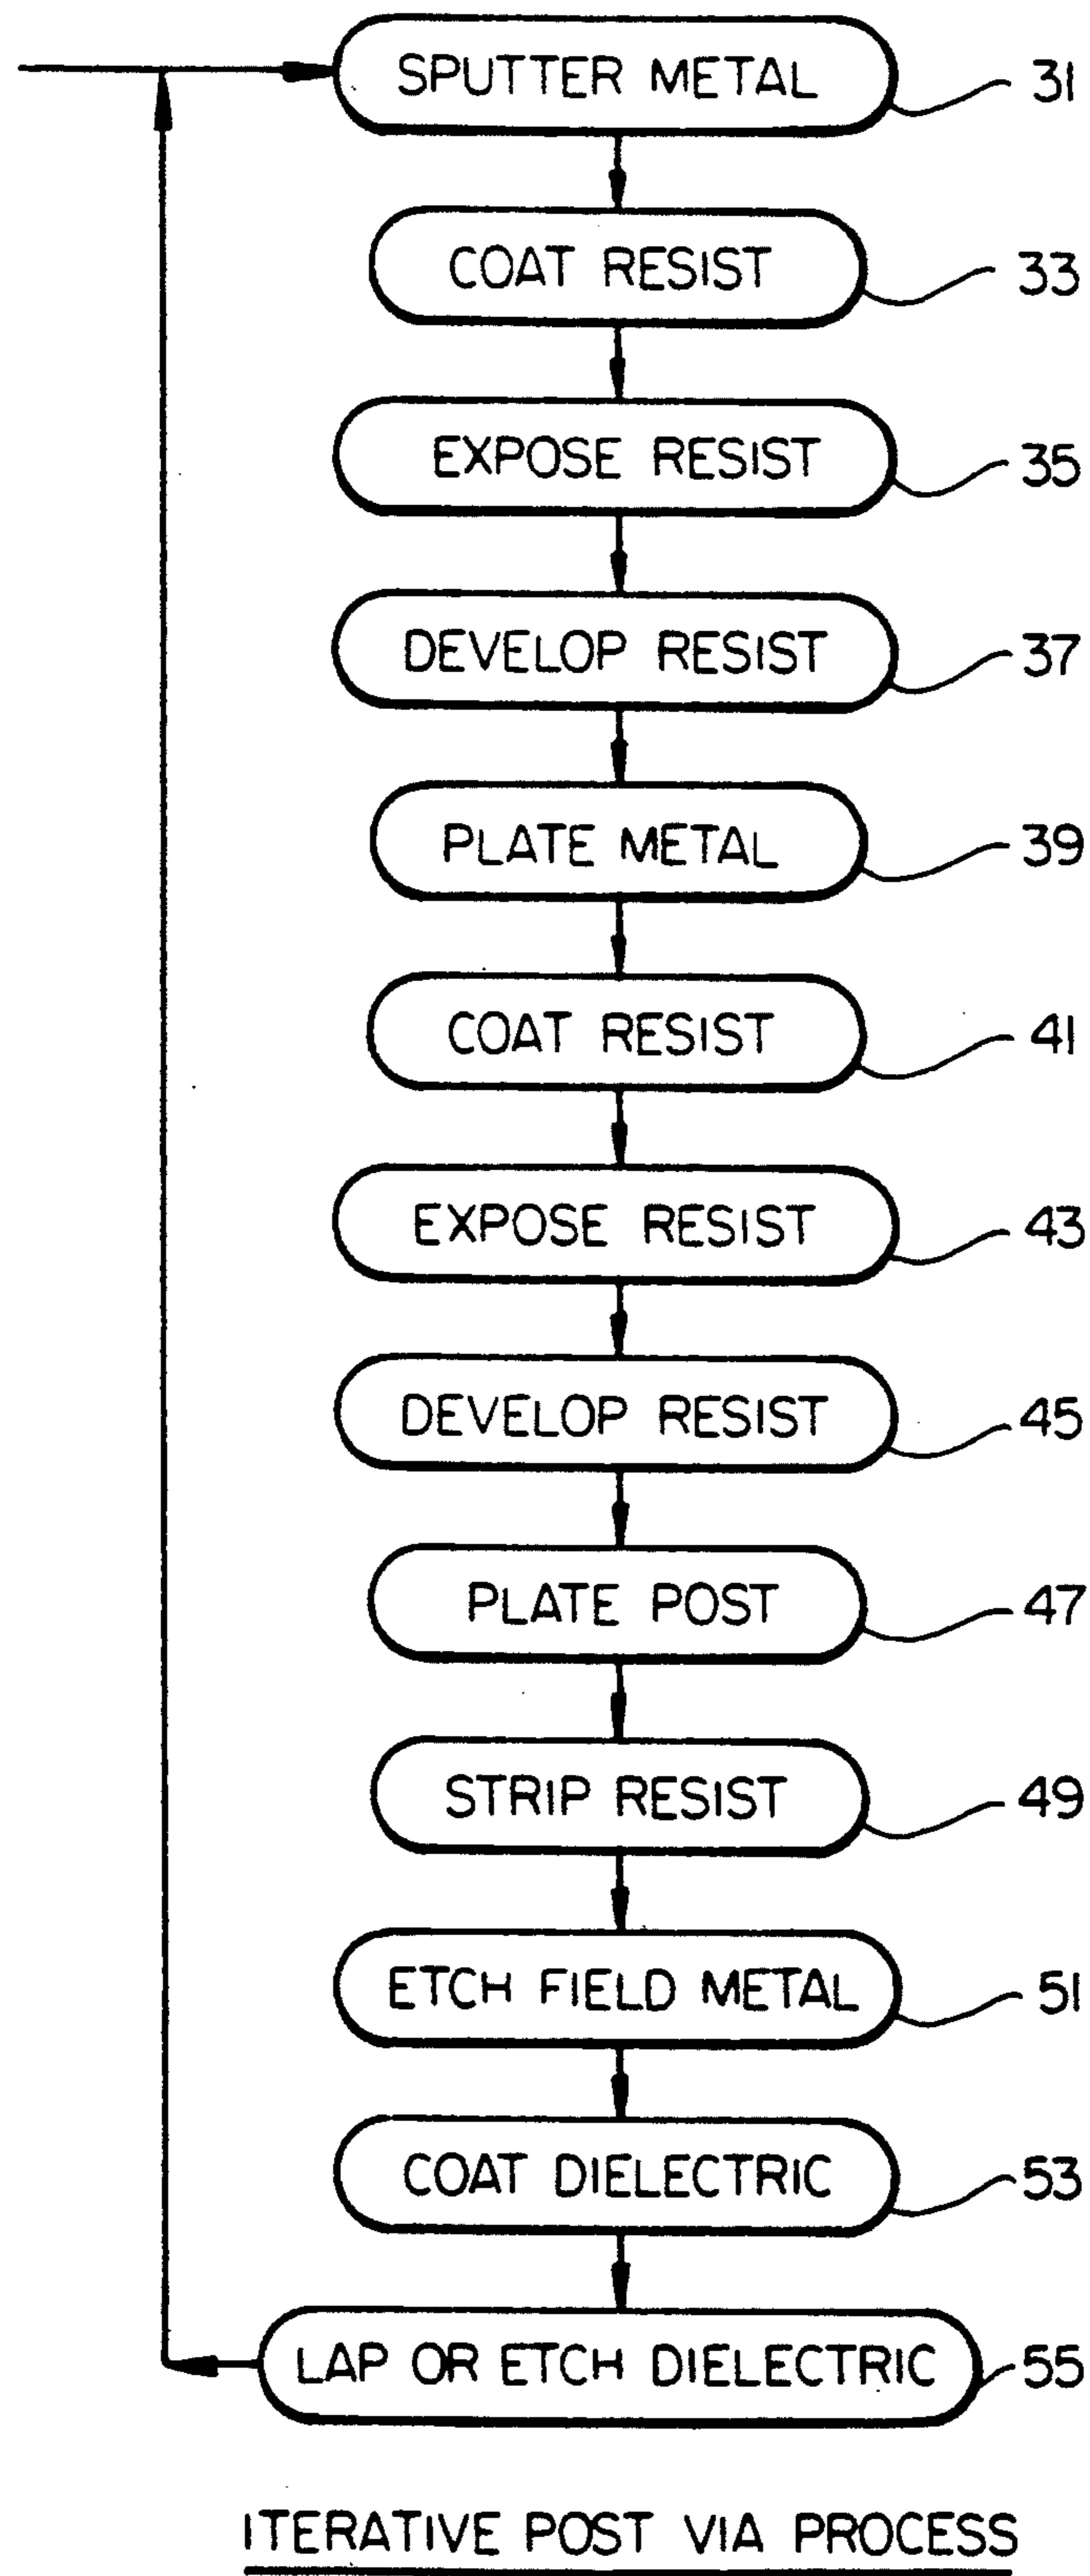 SPUTTER METAL 31
COAT RESIST 33
EXPOSE RESIST 35
DEVELOP RESIST 37
PLATE METAL 39
COAT RESIST 41
EXPOSE RESIST 43
DEVELOP RESIST 45
PLATE POST 47
STRIP RESIST 49
ETCH FIELD METAL 51
COAT DIELECTRIC 53
LAP OR ETCH DIELECTRIC 55
ITERATIVE POST VIA PROCESS